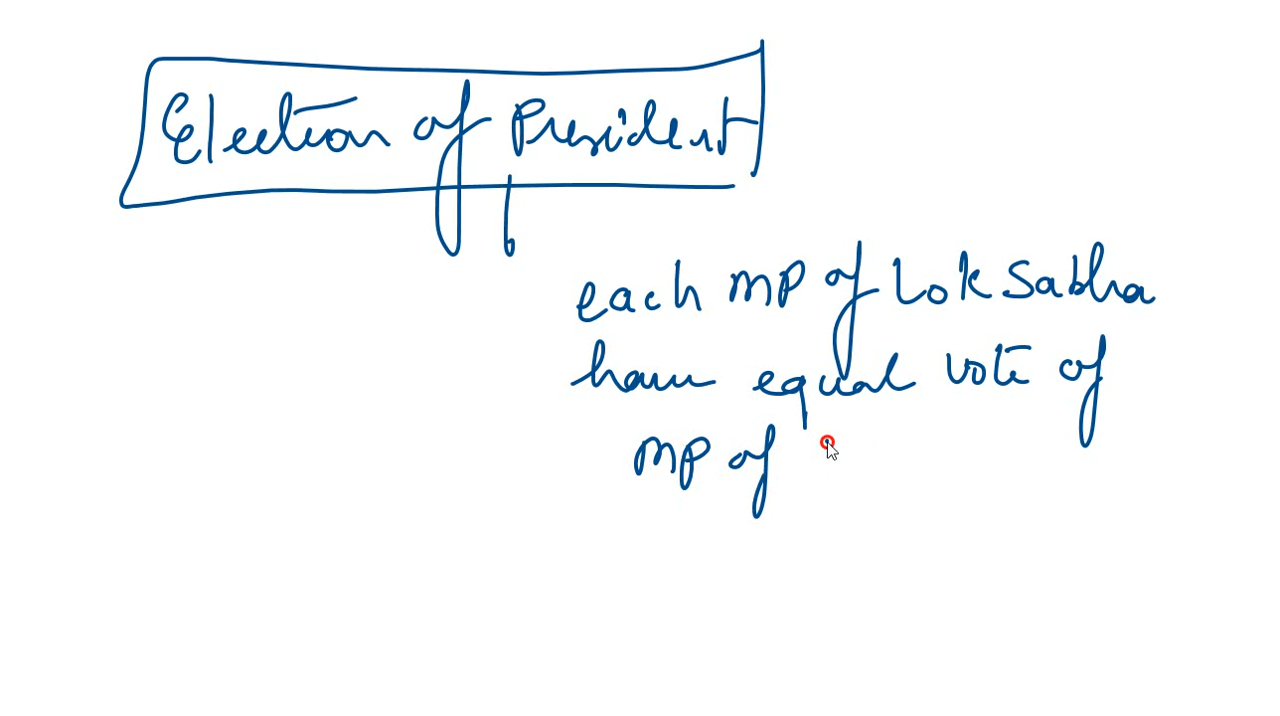 Election of President
each MP of Lok Sabha
have equal vote of
MP of